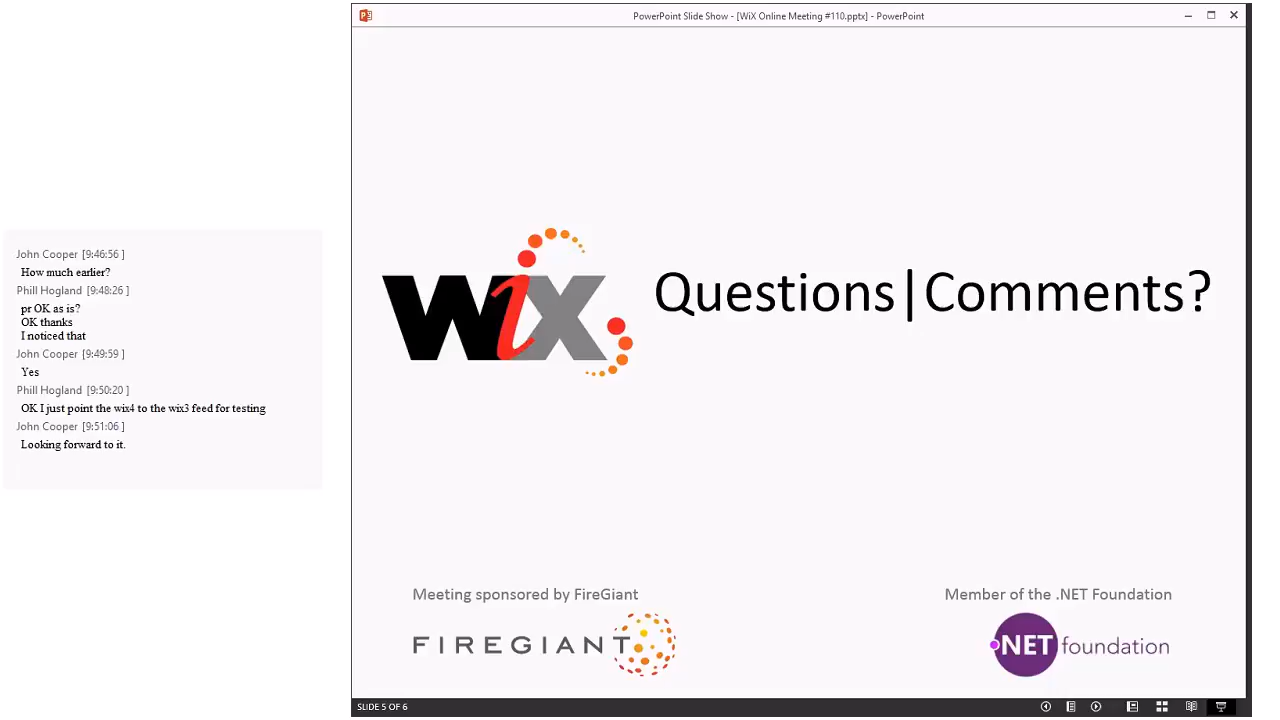 PowerPoint Slide Show - [WiX Online Meeting #110.pptx] - PowerPoint
John Cooper [9:46:56 ]
How much earlier?
Phill Hogland [9:48:26 ]
pr OK as is?
OK thanks
I noticed that
John Cooper [9:49:59 ]
Yes
Phill Hogland [9:50:20 ]
OK I just point the wix4 to the wix3 feed for testing
John Cooper [9:51:06 ]
Looking forward to it.
WiX
Questions|Comments?
Meeting sponsored by FireGiant
FIREGIANT
Member of the .NET Foundation
.NET foundation
SLIDE 5 OF 6